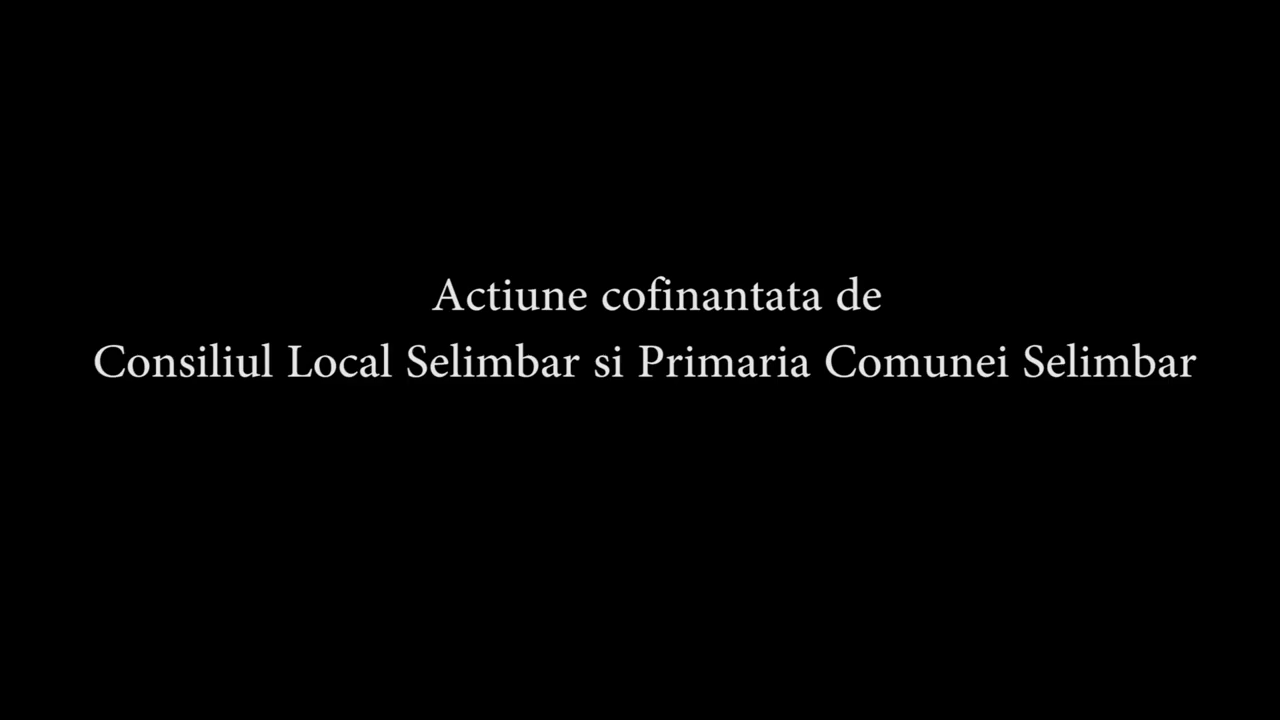 Actiune cofinantata de
Consiliul Local Selimbar si Primaria Comunei Selimbar